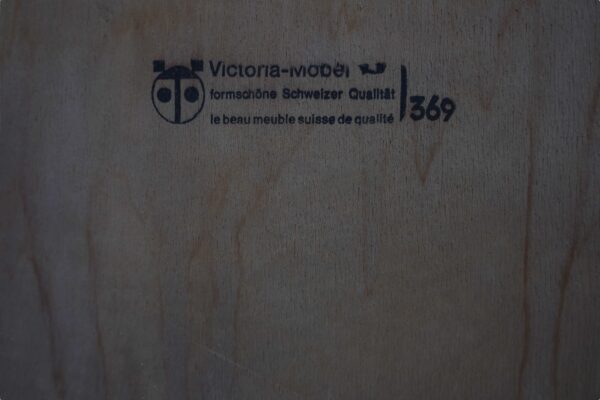 Victoria-Möbel
formschöne Schweizer Qualität
le beau meuble suisse de qualité
369